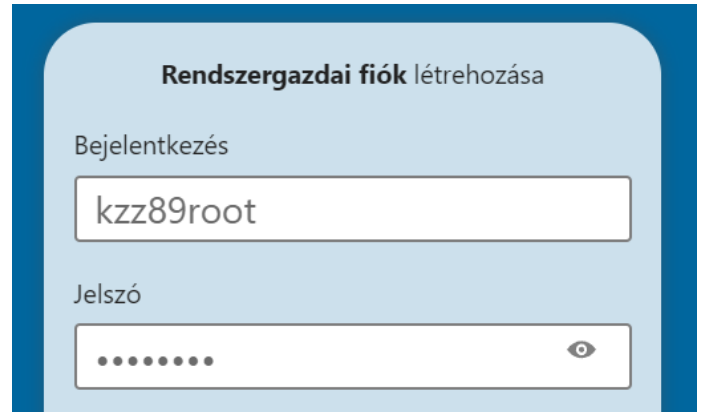 Rendszergazdai fiók létrehozása
Bejelentkezés
kzz89root
Jelszó
••••••••